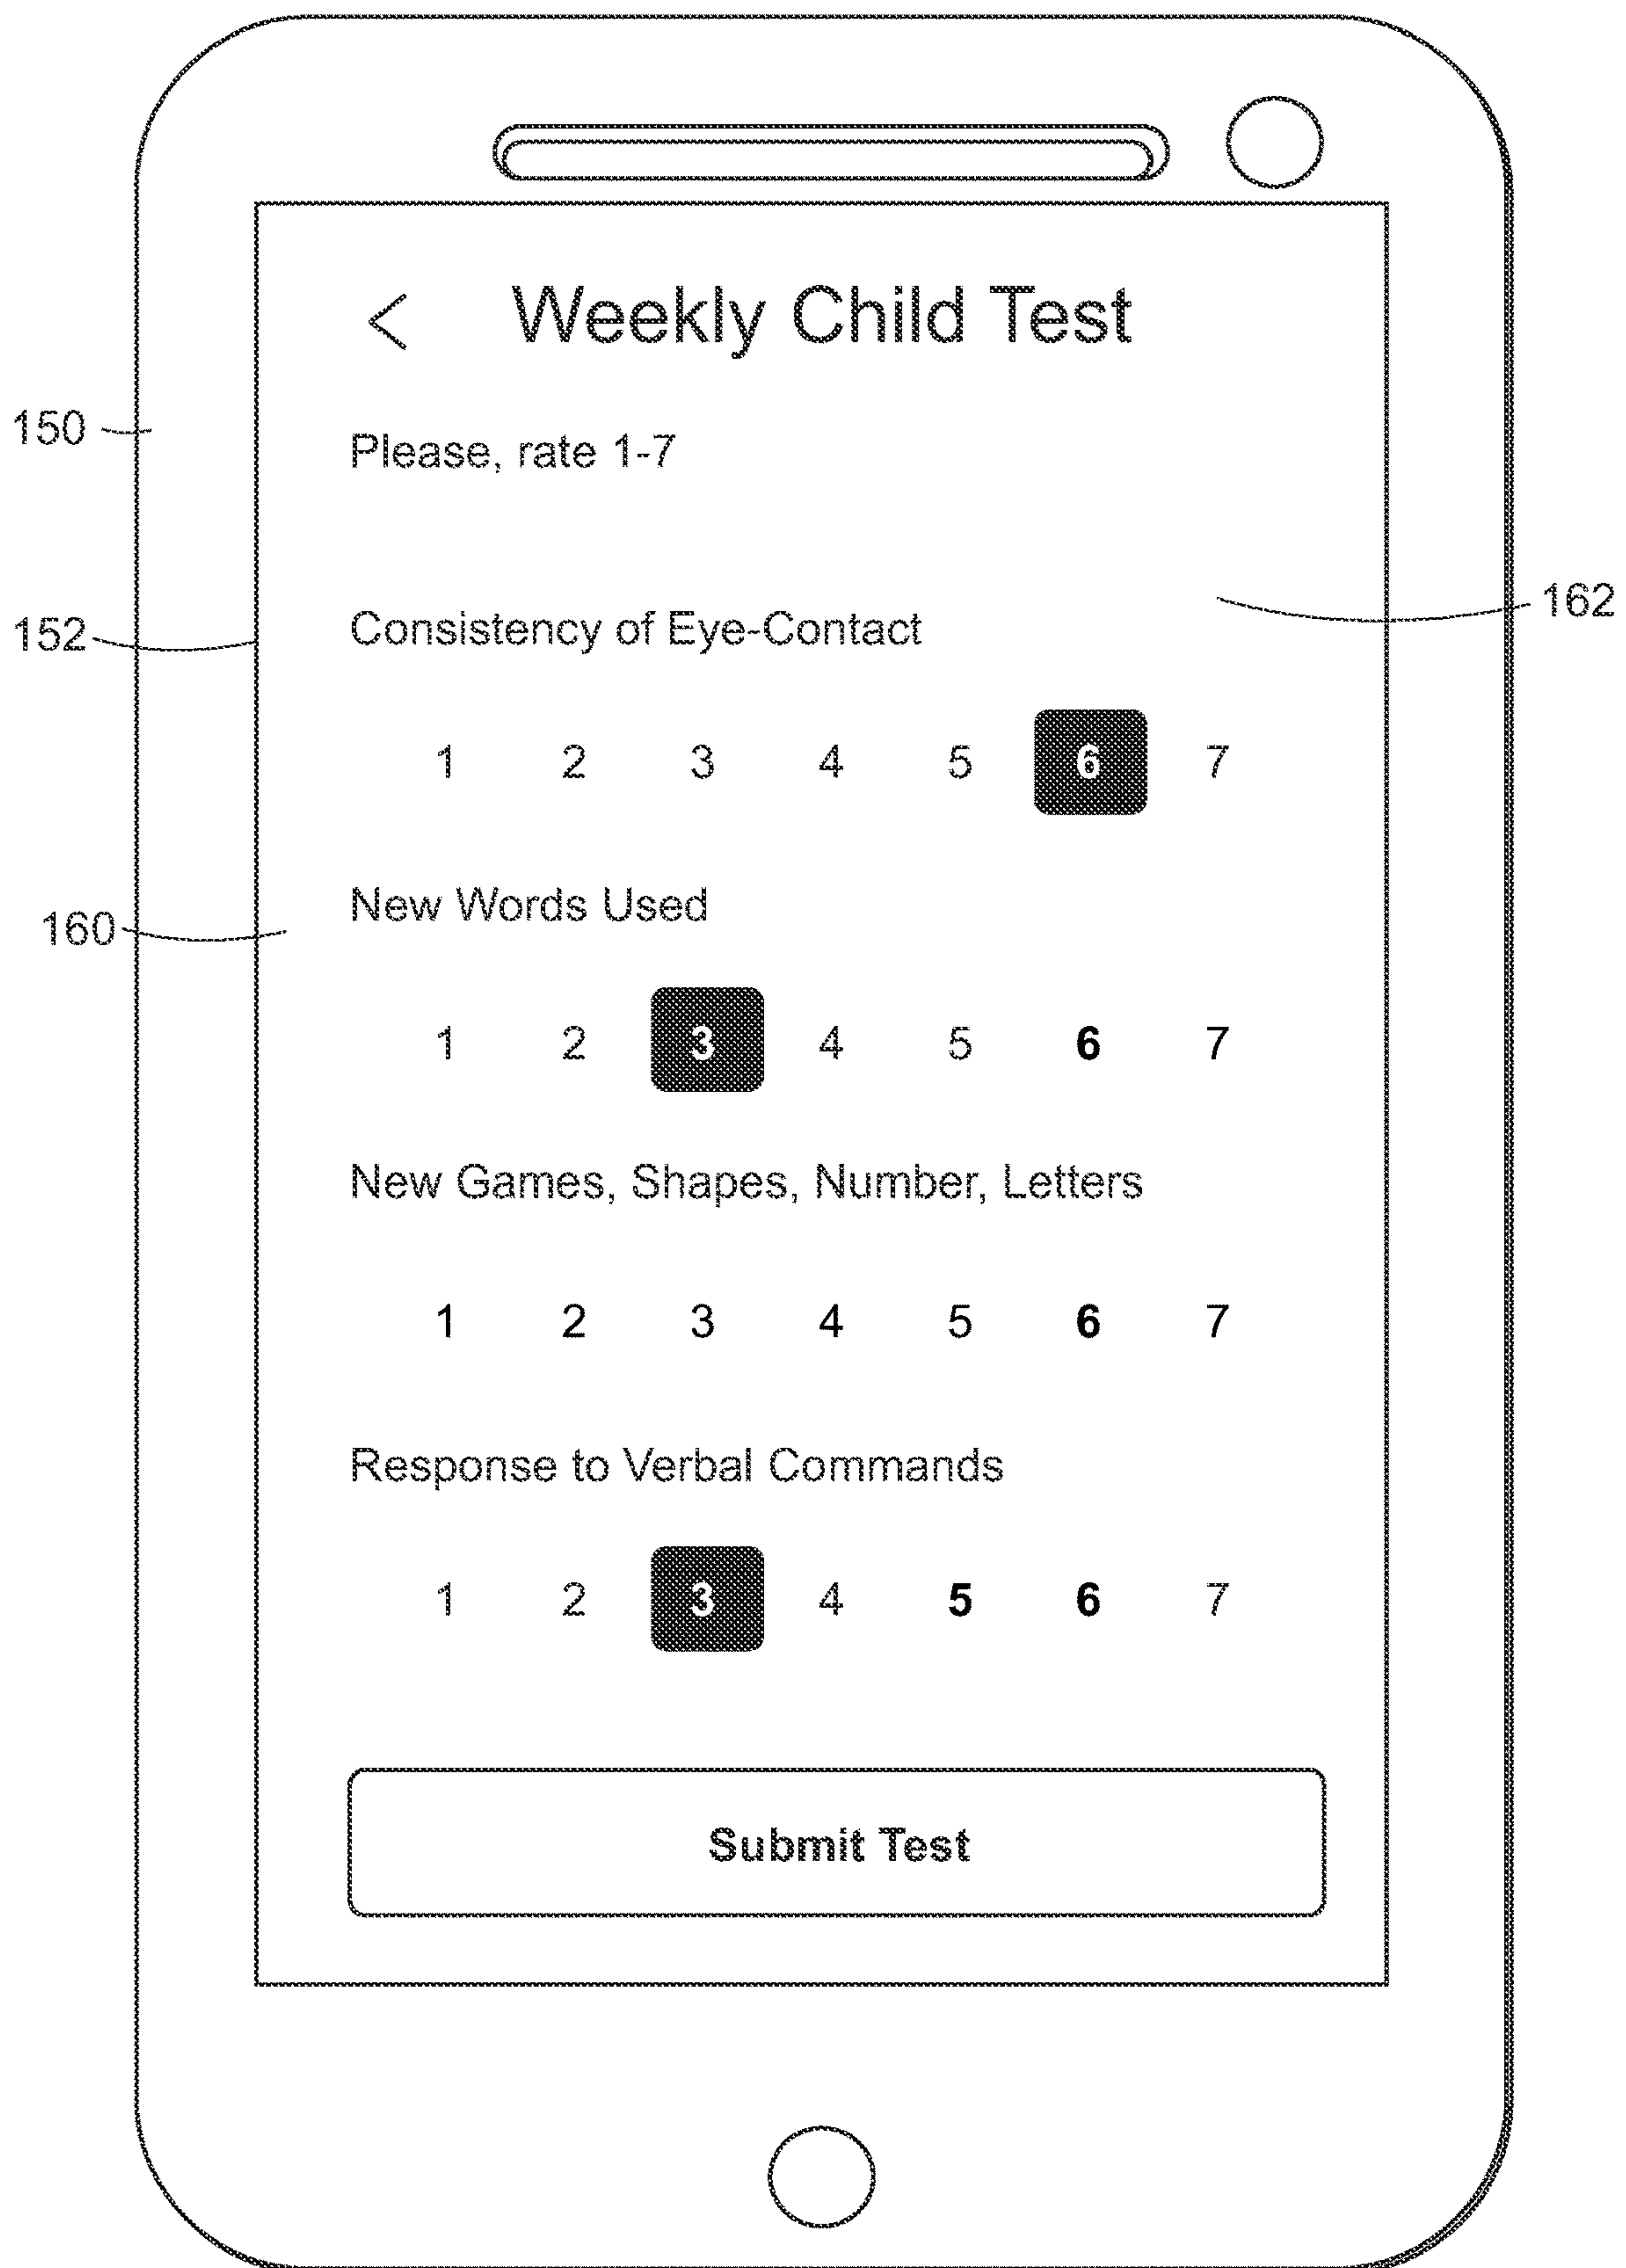 < Weekly Child Test
150
Please, rate 1-7
162
152
Consistency of Eye-Contact
1 2 3 4 5 6 7
New Words Used
160
1 2 3 4 5 6 7
New Games, Shapes, Number, Letters
1 2 3 4 5 6 7
Response to Verbal Commands
1 2 3 4 5 6 7
Submit Test